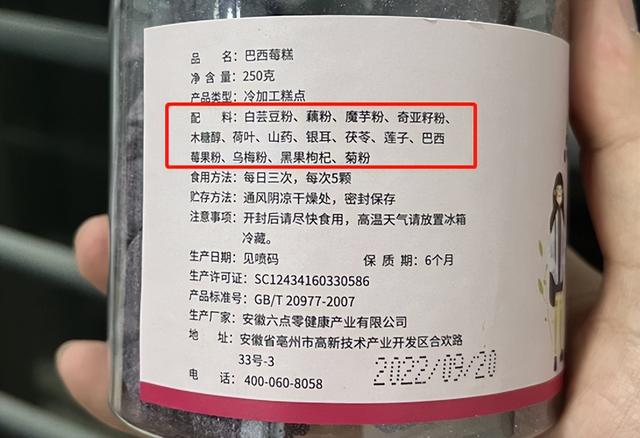 品 名：巴西莓糕
净含量：250克
产品类型：冷加工糕点
配 料：白芸豆粉、藕粉、魔芋粉、奇亚籽粉、
木糖醇、荷叶、山药、银耳、茯苓、莲子、巴西
莓果粉、乌梅粉、黑果枸杞、菊粉
食用方法：每日三次，每次5颗
贮存方法：通风阴凉干燥处，密封保存
注意事项：开封后请尽快食用，高温天气请放置冰箱
冷藏。
生产日期：见喷码 保 质 期：6个月
生产许可证：SC12434160330586
产品标准号：GB/T 20977-2007
生产厂家：安徽六点零健康产业有限公司
地 址：安徽省亳州市高新技术产业开发区合欢路
33号-3
电 话：400-060-8058
2022/09/20